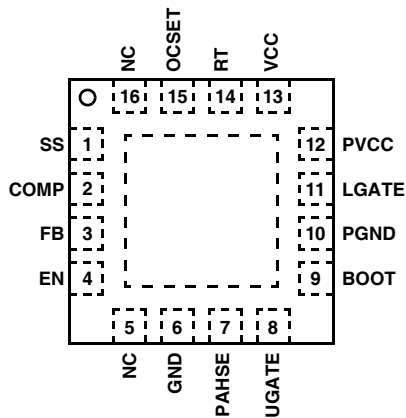 NC OCSET RT VCC
16 15 14 13
SS 1 12 PVCC
COMP 2 11 LGATE
FB 3 10 PGND
EN 4 9 BOOT
5 6 7 8
NC GND PAHSE UGATE